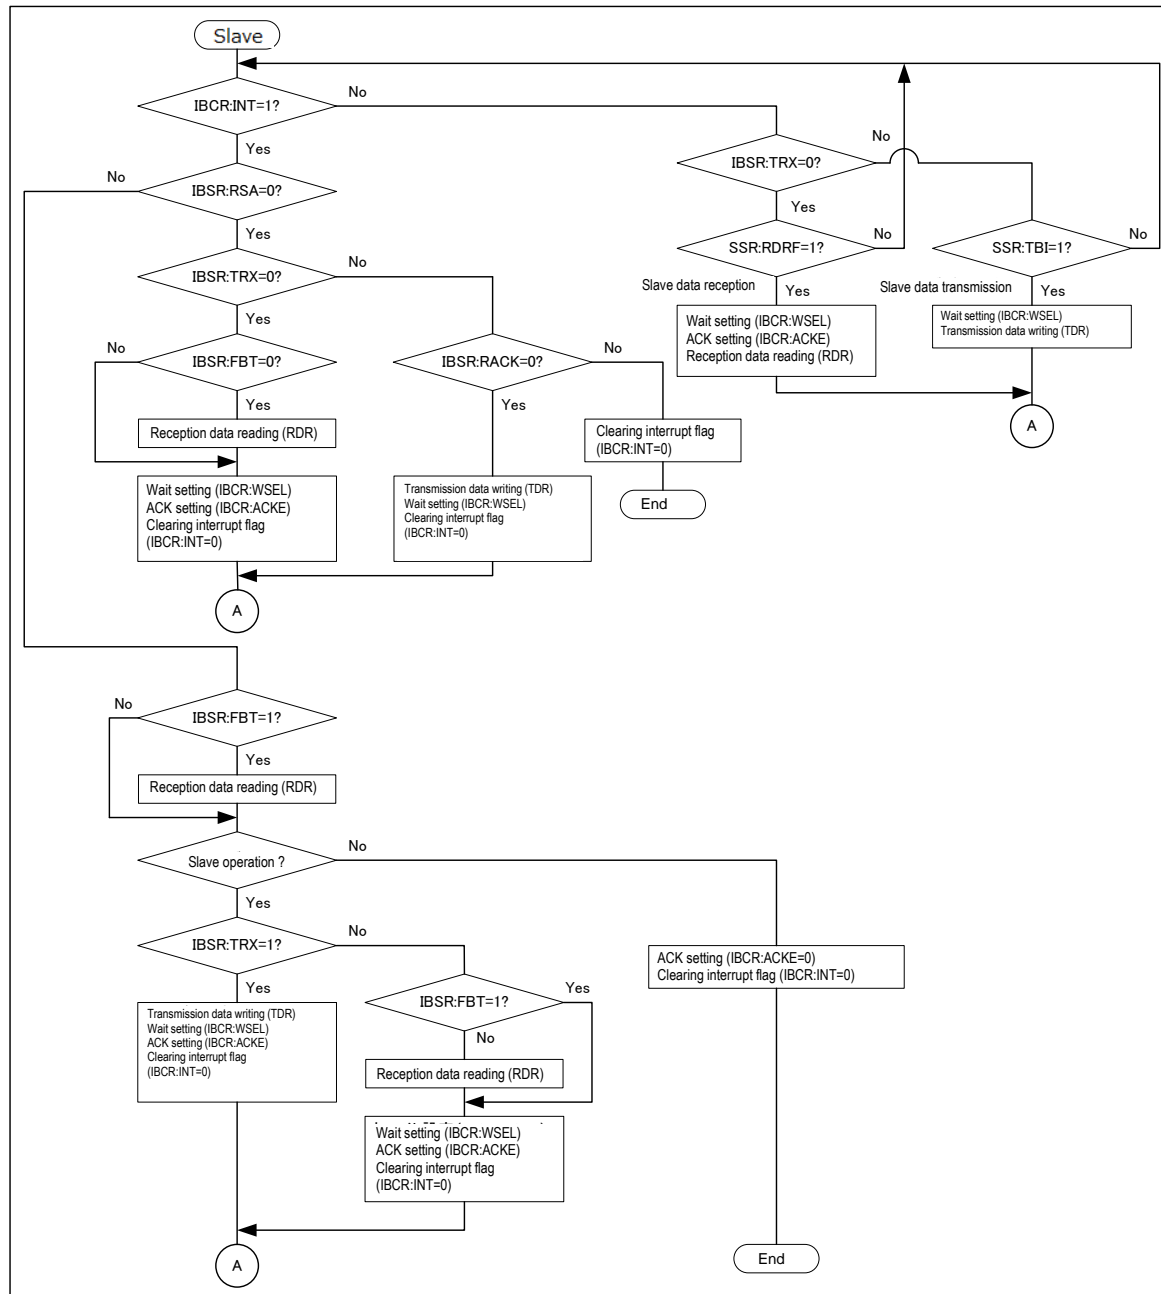 Slave
IBCR:INT=1?
No
Yes
IBSR:TRX=0?
No
Yes
No
IBSR:RSA=0?
Yes
SSR:RDRF=1?
No
SSR:TBI=1?
No
Slave data reception
Yes
Slave data transmission
Yes
IBSR:TRX=0?
No
Yes
Wait setting (IBCR:WSEL)
ACK setting (IBCR:ACKE)
Reception data reading (RDR)
Wait setting (IBCR:WSEL)
Transmission data writing (TDR)
A
No
IBSR:FBT=0?
Yes
IBSR:RACK=0?
No
Yes
Reception data reading (RDR)
Clearing interrupt flag
(IBCR:INT=0)
End
Wait setting (IBCR:WSEL)
ACK setting (IBCR:ACKE)
Clearing interrupt flag
(IBCR:INT=0)
Transmission data writing (TDR)
Wait setting (IBCR:WSEL)
Clearing interrupt flag
(IBCR:INT=0)
A
No
IBSR:FBT=1?
Yes
Reception data reading (RDR)
Slave operation ?
No
Yes
IBSR:TRX=1?
No
Yes
ACK setting (IBCR:ACKE=0)
Clearing interrupt flag (IBCR:INT=0)
IBSR:FBT=1?
Yes
No
Transmission data writing (TDR)
Wait setting (IBCR:WSEL)
ACK setting (IBCR:ACKE)
Clearing interrupt flag
(IBCR:INT=0)
Reception data reading (RDR)
Wait setting (IBCR:WSEL)
ACK setting (IBCR:ACKE)
Clearing interrupt flag
(IBCR:INT=0)
A
End